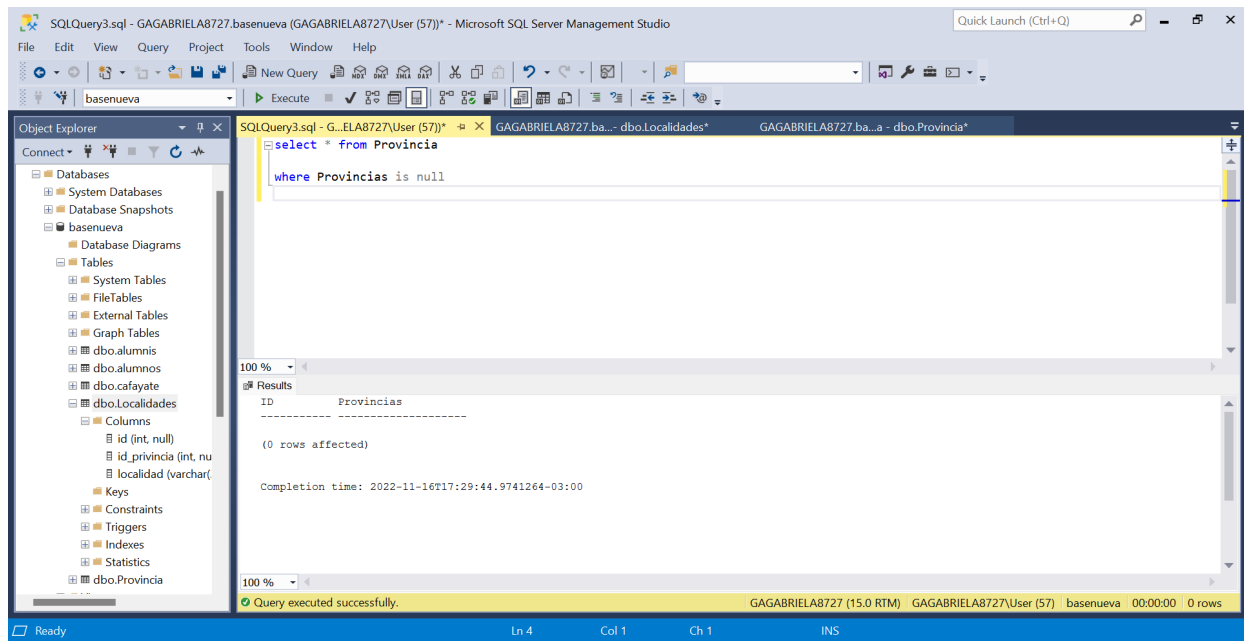 SQLQuery3.sql - GAGABRIELA8727.basenueva (GAGABRIELA8727\User (57))* - Microsoft SQL Server Management Studio
Quick Launch (Ctrl+Q)
File Edit View Query Project Tools Window Help
New Query MDX DMX XMLA DAX
basenueva
Execute
Object Explorer
SQLQuery3.sql - G...ELA8727\User (57))*
GAGABRIELA8727.ba...- dbo.Localidades*
GAGABRIELA8727.ba...a - dbo.Provincia*
Connect
Databases
System Databases
Database Snapshots
basenueva
Database Diagrams
Tables
System Tables
FileTables
External Tables
Graph Tables
dbo.alumnis
dbo.alumnos
dbo.cafayate
dbo.Localidades
Columns
id (int, null)
id_privincia (int, nu
localidad (varchar(
Keys
Constraints
Triggers
Indexes
Statistics
dbo.Provincia
select * from Provincia
where Provincias is null
100 %
Results
ID Provincias
----------- --------------------
(0 rows affected)
Completion time: 2022-11-16T17:29:44.9741264-03:00
100 %
Query executed successfully.
GAGABRIELA8727 (15.0 RTM) GAGABRIELA8727\User (57) basenueva 00:00:00 0 rows
Ready Ln 4 Col 1 Ch 1 INS